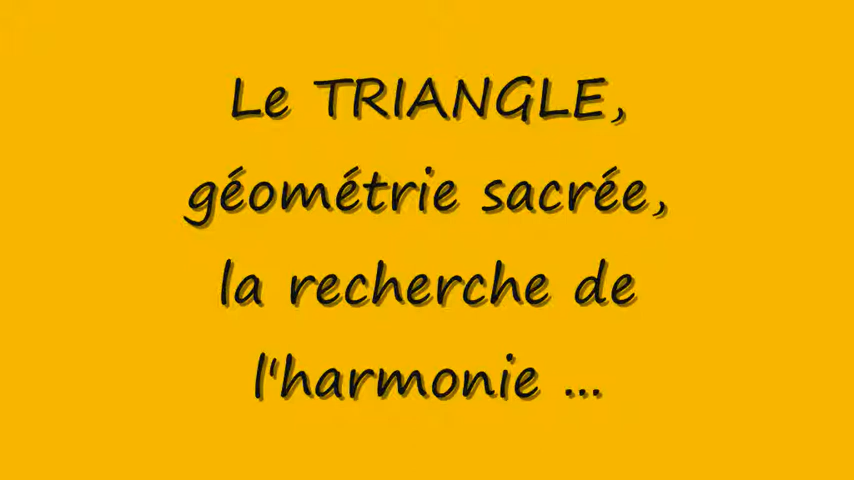 Le TRIANGLE,
géométrie sacrée,
la recherche de
l'harmonie ...